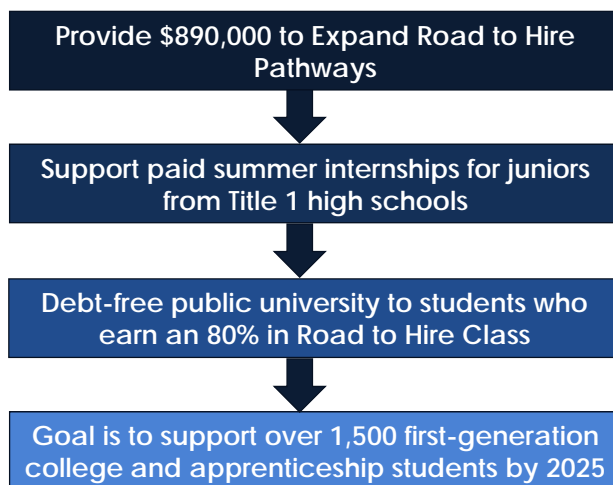 Provide $890,000 to Expand Road to Hire
Pathways
Support paid summer internships for juniors
from Title 1 high schools
Debt-free public university to students who
earn an 80% in Road to Hire Class
Goal is to support over 1,500 first-generation
college and apprenticeship students by 2025